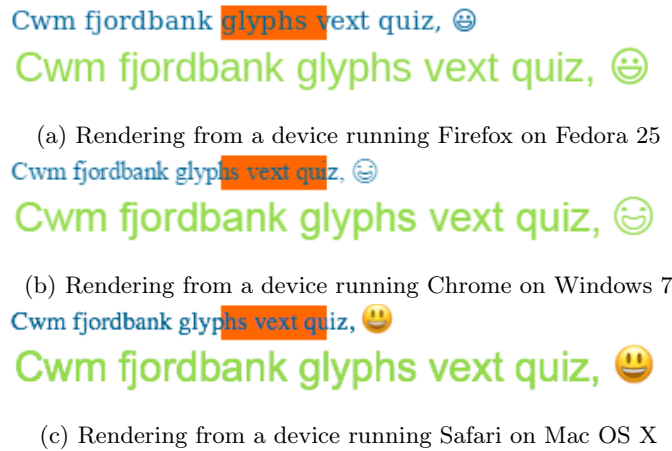 Cwm fjordbank glyphs vext quiz, 😃
Cwm fjordbank glyphs vext quiz, 😃
(a) Rendering from a device running Firefox on Fedora 25
Cwm fjordbank glyphs vext quiz, 😃
Cwm fjordbank glyphs vext quiz, 😃
(b) Rendering from a device running Chrome on Windows 7
Cwm fjordbank glyphs vext quiz, 😃
Cwm fjordbank glyphs vext quiz, 😃
(c) Rendering from a device running Safari on Mac OS X